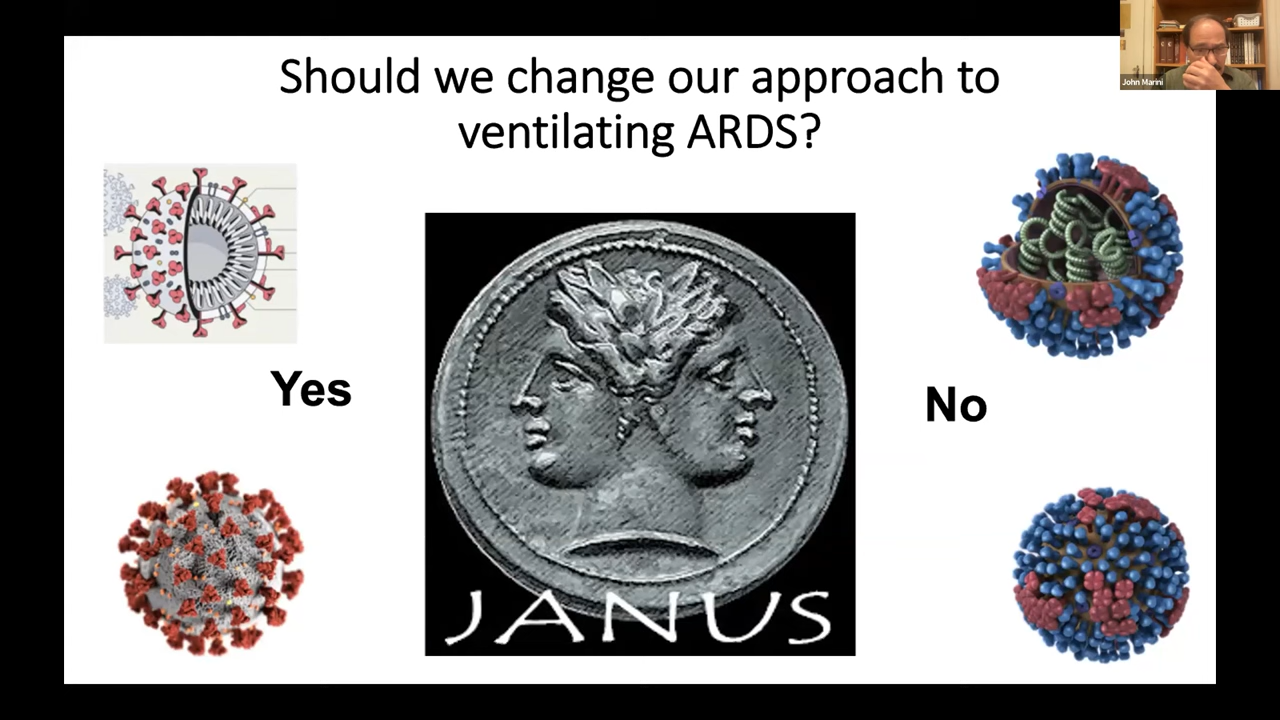 Should we change our approach to
ventilating ARDS?
John Marini
Yes
No
JANUS